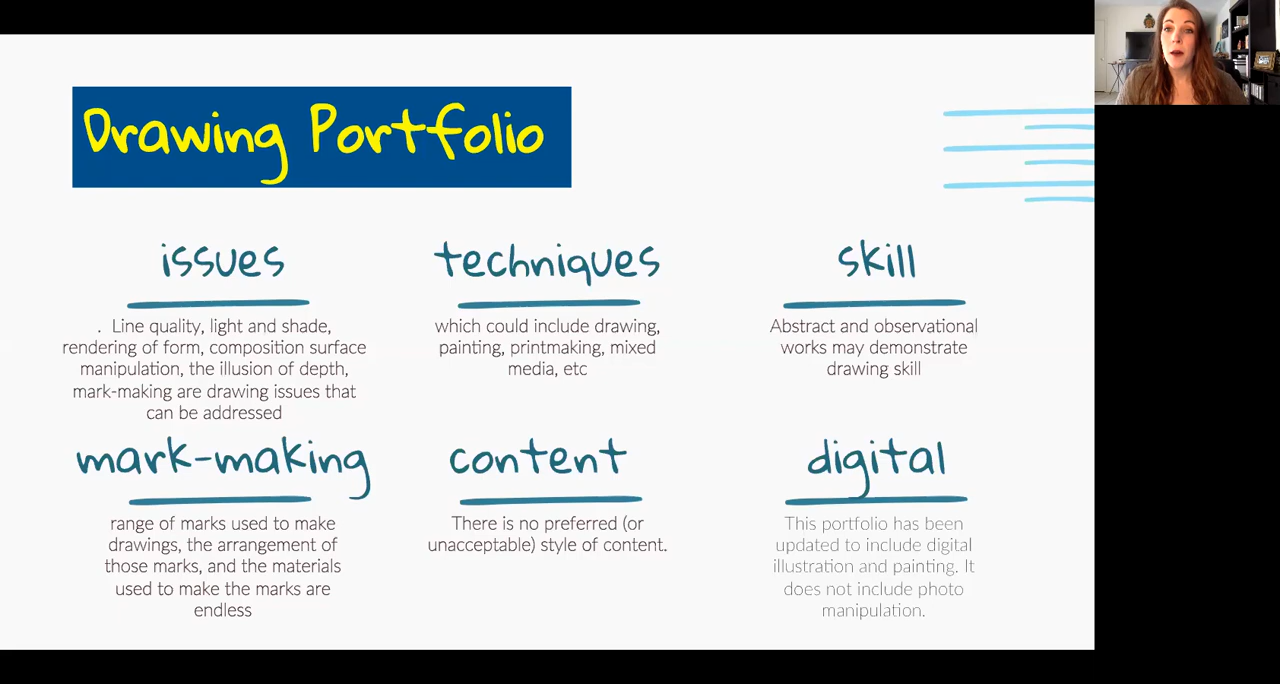 Drawing Portfolio
issues
. Line quality, light and shade,
rendering of form, composition surface
manipulation, the illusion of depth,
mark-making are drawing issues that
can be addressed
techniques
which could include drawing,
painting, printmaking, mixed
media, etc
skill
Abstract and observational
works may demonstrate
drawing skill
mark-making
range of marks used to make
drawings, the arrangement of
those marks, and the materials
used to make the marks are
endless
content
There is no preferred (or
unacceptable) style of content.
digital
This portfolio has been
updated to include digital
illustration and painting. It
does not include photo
manipulation.